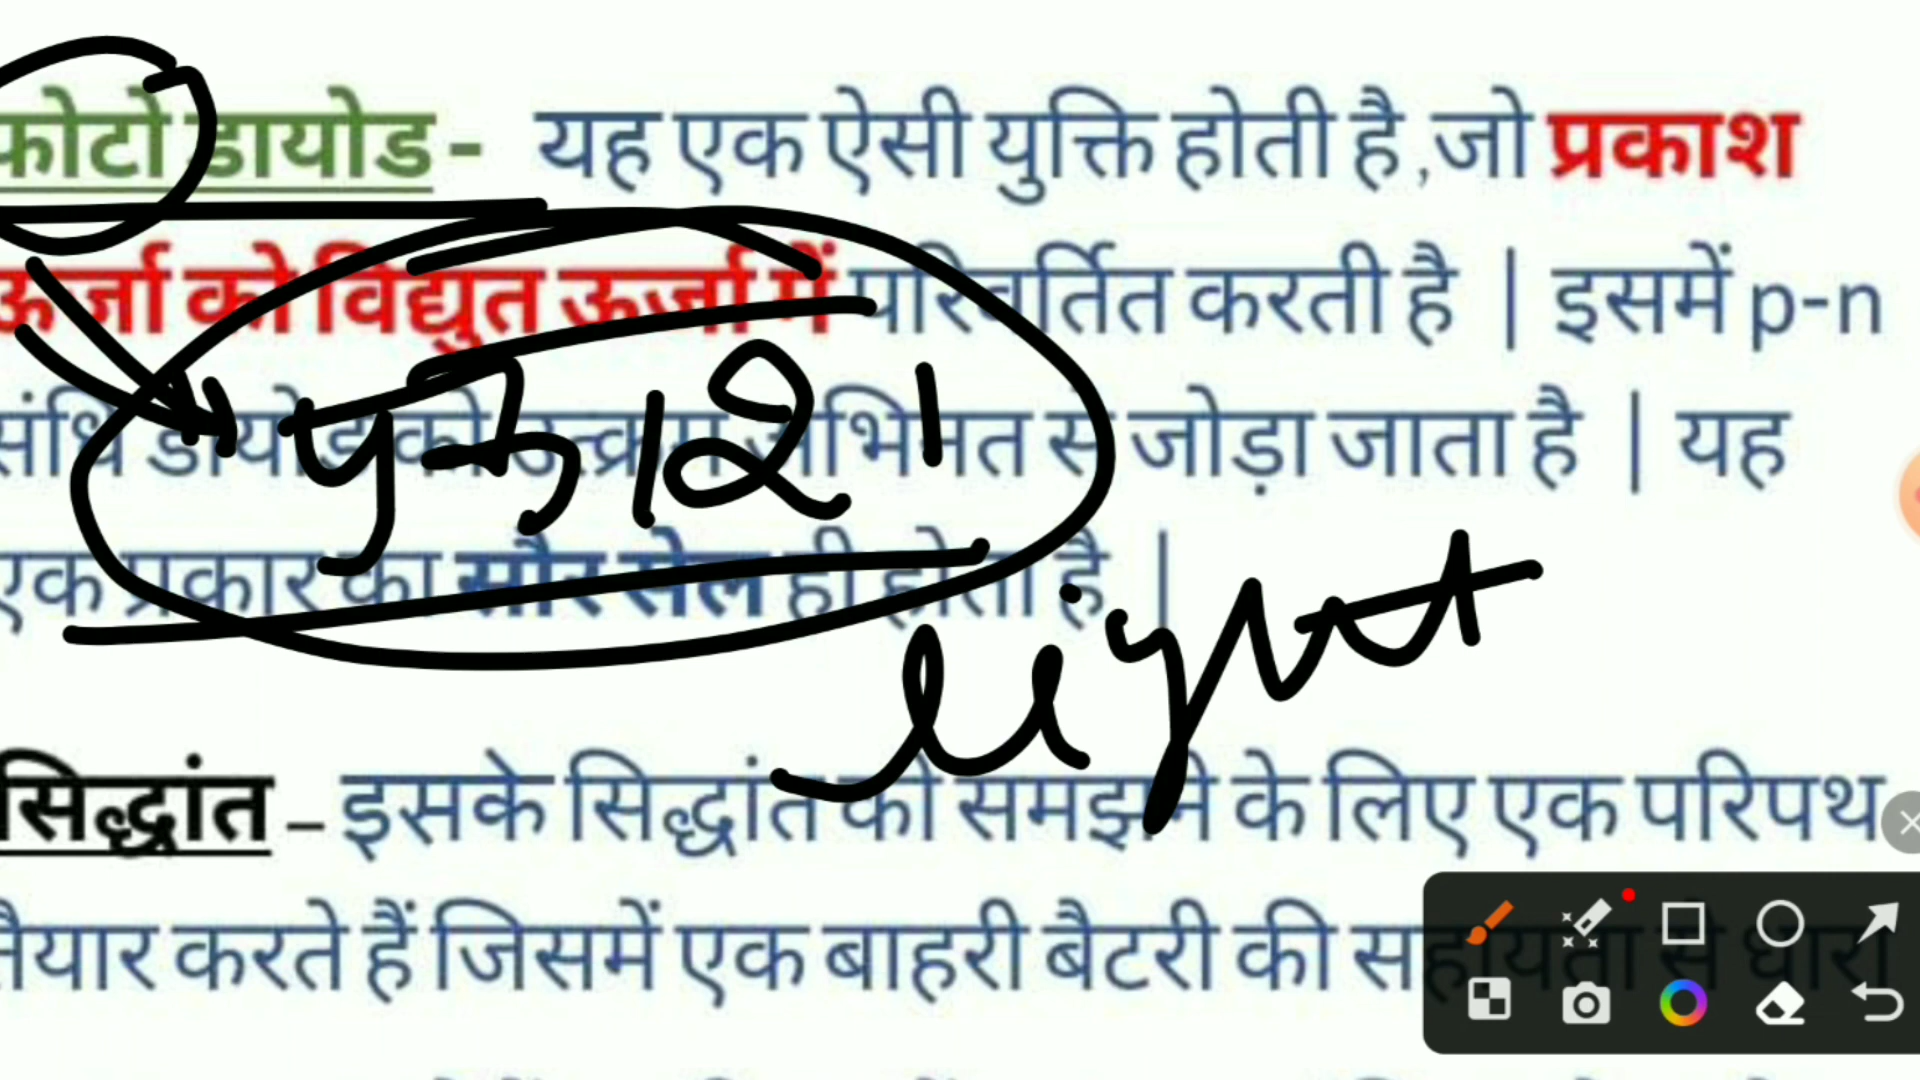 फोटो डायोड - यह एक ऐसी युक्ति होती है ,जो प्रकाश
ऊर्जा को विद्युत ऊर्जा में परिवर्तित करती है | इसमें p-n
संधि डायोड को उत्क्रम अभिनत से जोड़ा जाता है | यह
प्रकाश
एक प्रकार का सौर सेल ही होता है |
light
सिद्धांत – इसके सिद्धांत को समझने के लिए एक परिपथ
तैयार करते हैं जिसमें एक बाहरी बैटरी की सहायता से धारा